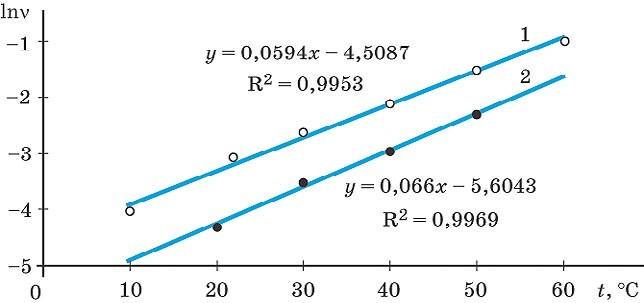 lnv
−1
1
y = 0,0594x − 4,5087
R² = 0,9953
2
−2
−3
y = 0,066x − 5,6043
R² = 0,9969
−4
−5
0 10 20 30 40 50 60 t, °C